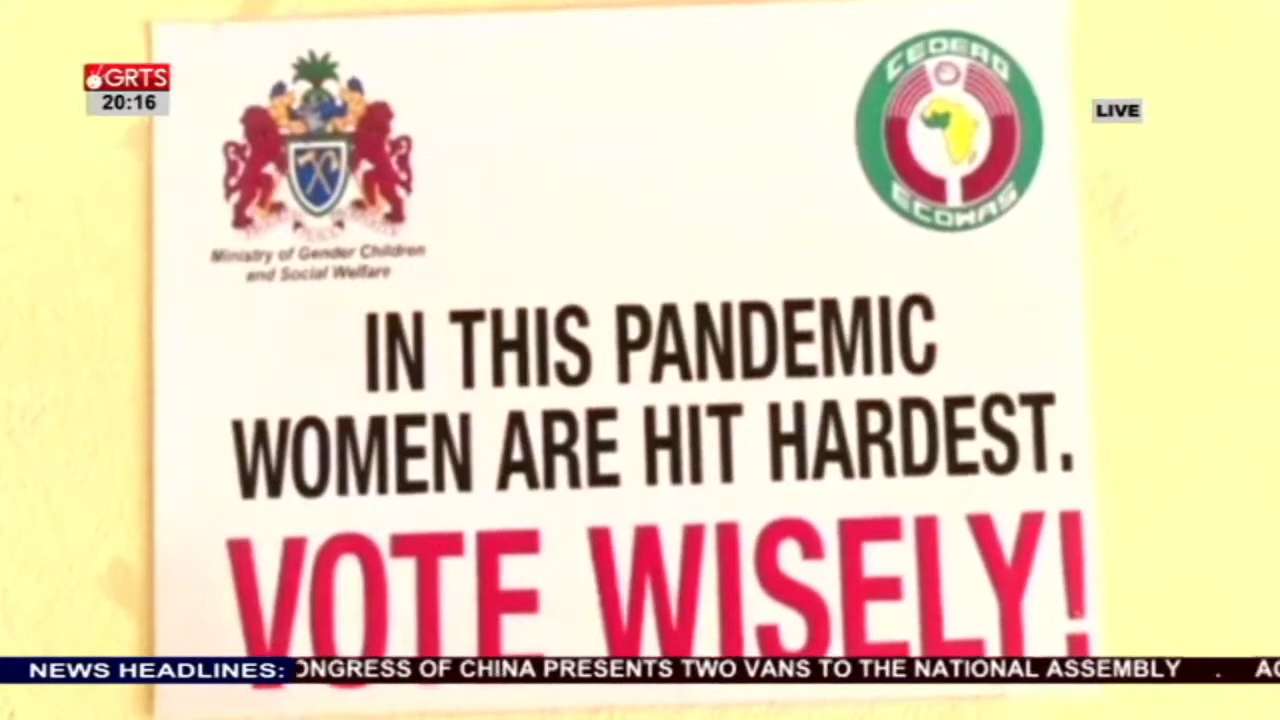 GRTS
20:16
LIVE
CEDEAO
ECOWAS
Ministry of Gender Children
and Social Welfare
IN THIS PANDEMIC
WOMEN ARE HIT HARDEST.
VOTE WISELY!
NEWS HEADLINES: ONGRESS OF CHINA PRESENTS TWO VANS TO THE NATIONAL ASSEMBLY .